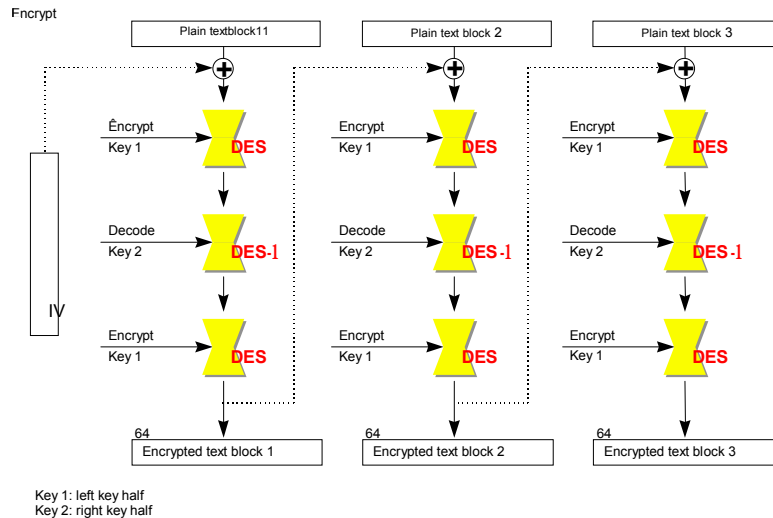 Encrypt
Plain textblock11
Plain text block 2
Plain text block 3
Êncrypt
Key 1
DES
Encrypt
Key 1
DES
Encrypt
Key 1
DES
Decode
Key 2
DES-1
Decode
Key 2
DES-1
Decode
Key 2
DES-1
IV
Encrypt
Key 1
DES
Encrypt
Key 1
DES
Encrypt
Key 1
DES
64
Encrypted text block 1
64
Encrypted text block 2
64
Encrypted text block 3
Key 1: left key half
Key 2: right key half